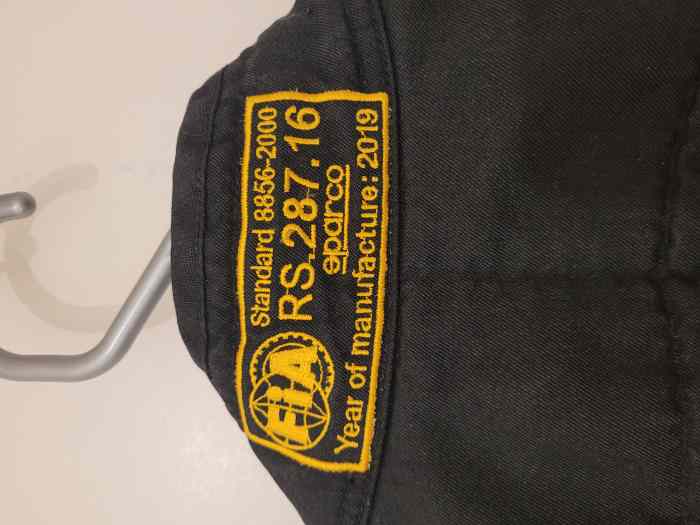 FiA
Standard 8856-2000
RS.287.16
sparco
Year of manufacture: 2019